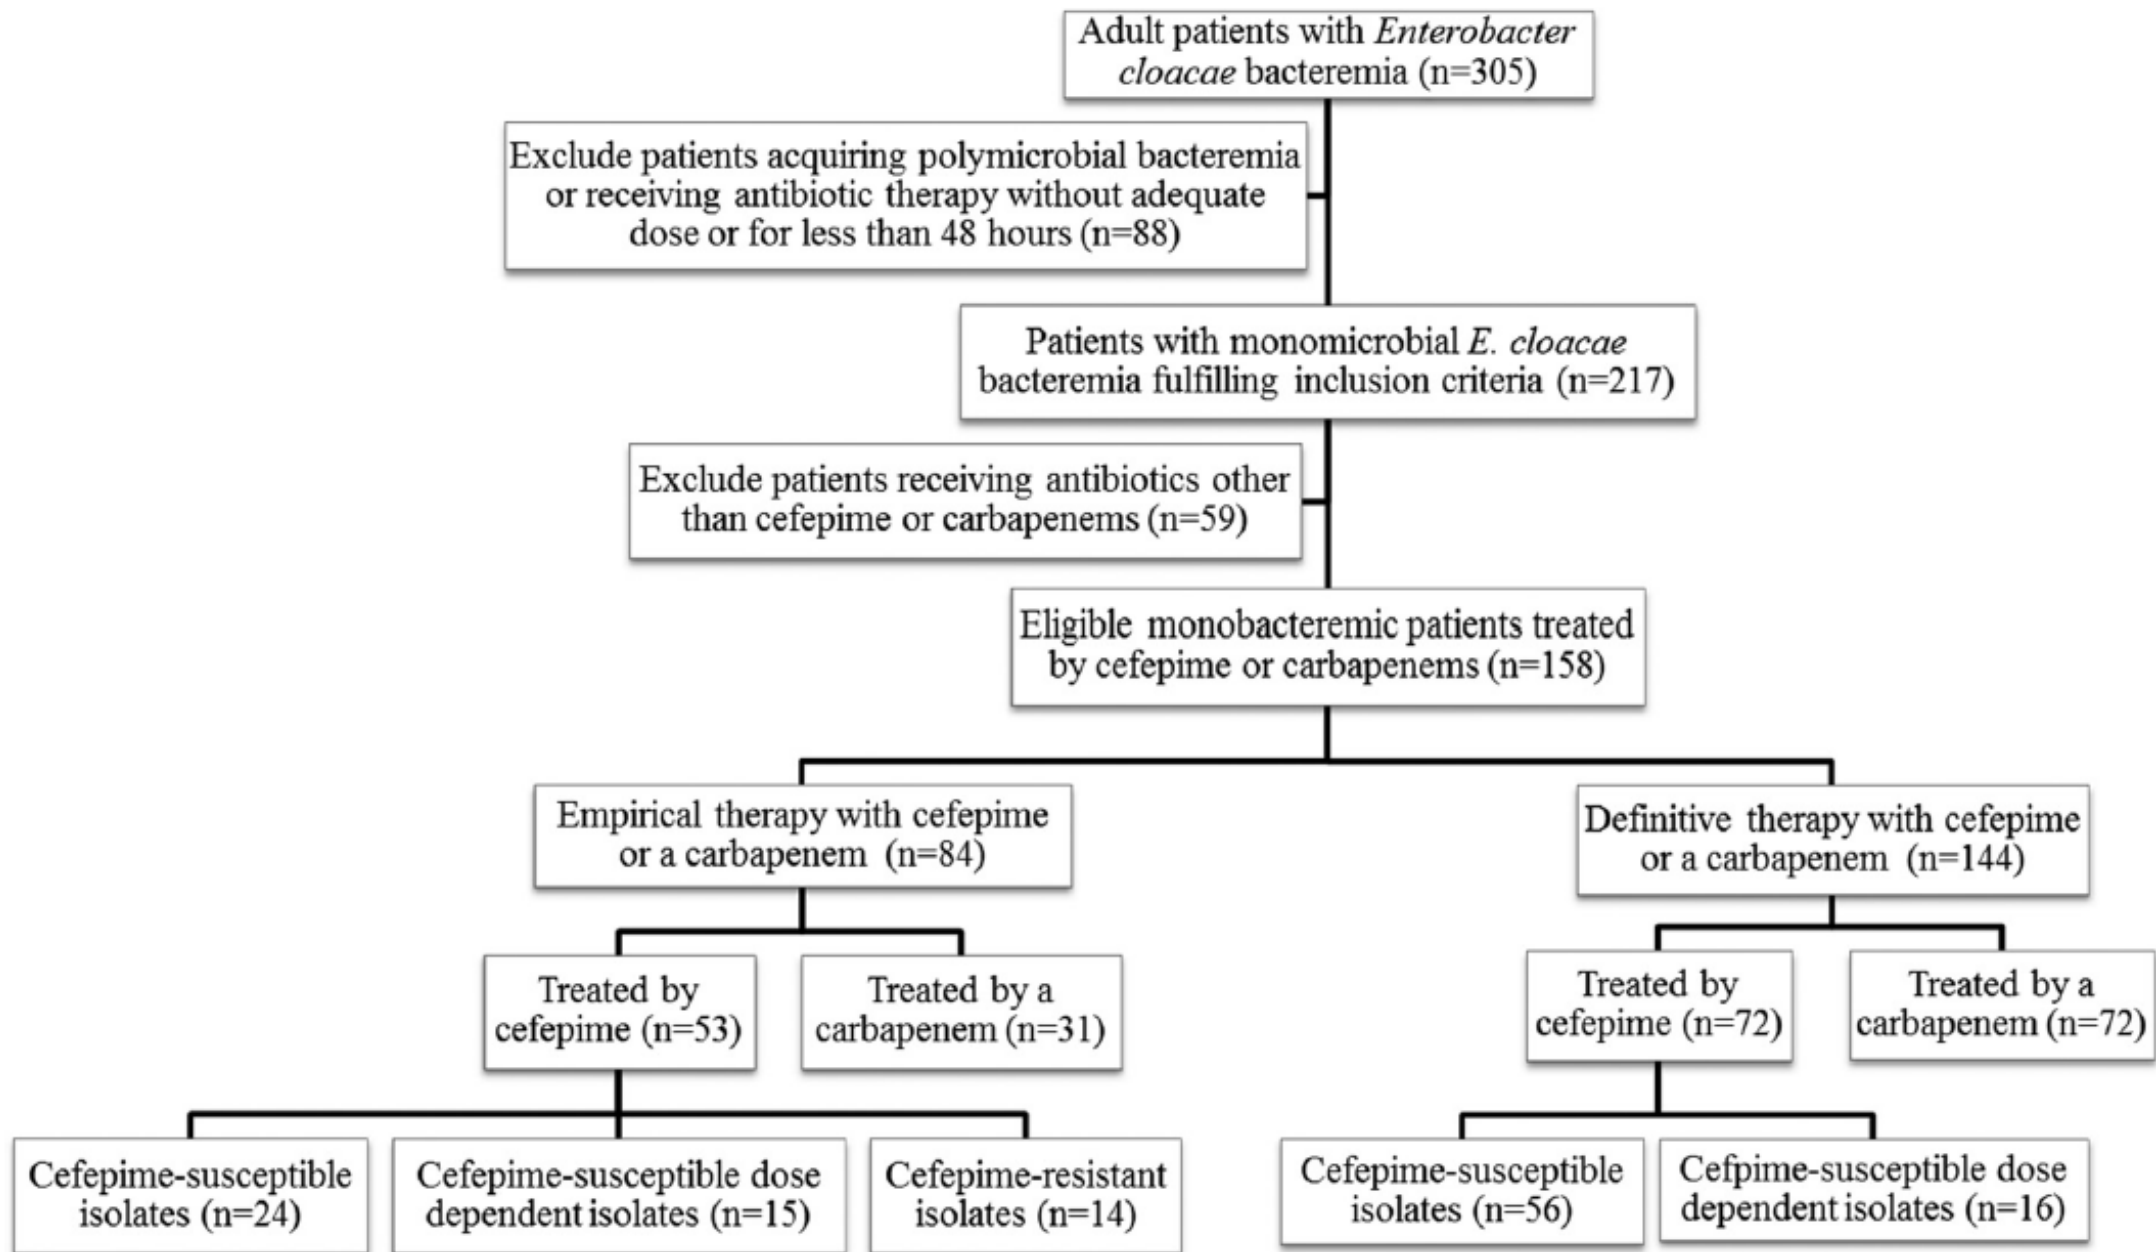 Adult patients with Enterobacter
cloacae bacteremia (n=305)
Exclude patients acquiring polymicrobial bacteremia
or receiving antibiotic therapy without adequate
dose or for less than 48 hours (n=88)
Patients with monomicrobial E. cloacae
bacteremia fulfilling inclusion criteria (n=217)
Exclude patients receiving antibiotics other
than cefepime or carbapenems (n=59)
Eligible monobacteremic patients treated
by cefepime or carbapenems (n=158)
Empirical therapy with cefepime
or a carbapenem (n=84)
Definitive therapy with cefepime
or a carbapenem (n=144)
Treated by
cefepime (n=53)
Treated by a
carbapenem (n=31)
Treated by
cefepime (n=72)
Treated by a
carbapenem (n=72)
Cefepime-susceptible
isolates (n=24)
Cefepime-susceptible dose
dependent isolates (n=15)
Cefepime-resistant
isolates (n=14)
Cefepime-susceptible
isolates (n=56)
Cefpime-susceptible dose
dependent isolates (n=16)